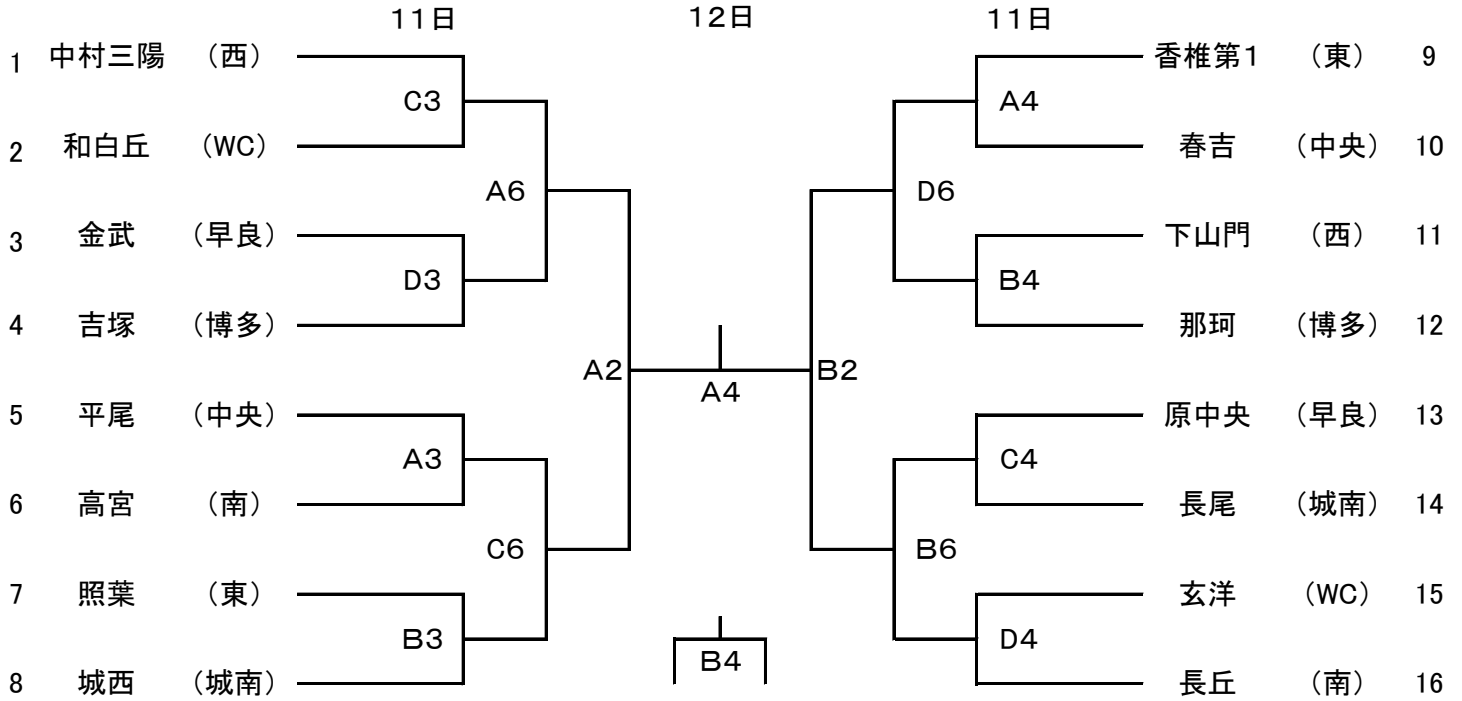 11日 12日 11日
1 中村三陽 （西） 香椎第1 （東） 9
C3 A4
2 和白丘 （WC） 春吉 （中央） 10
A6 D6
3 金武 （早良） 下山門 （西） 11
D3 B4
4 吉塚 （博多） 那珂 （博多） 12
A2 A4 B2
5 平尾 （中央） 原中央 （早良） 13
A3 C4
6 高宮 （南） 長尾 （城南） 14
C6 B6
7 照葉 （東） 玄洋 （WC） 15
B3 B4 D4
8 城西 （城南） 長丘 （南） 16